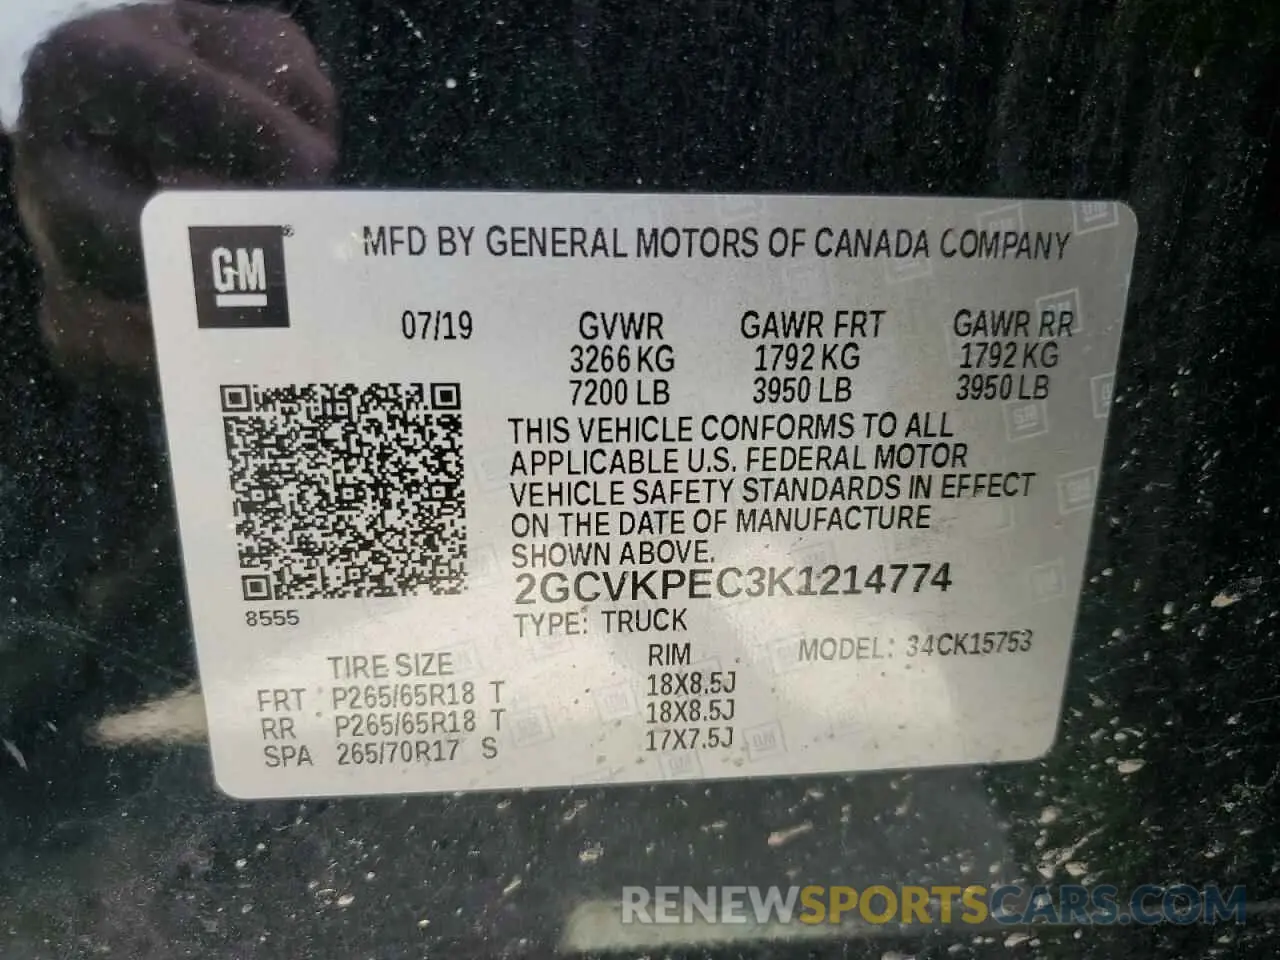 GM®
MFD BY GENERAL MOTORS OF CANADA COMPANY
07/19 GVWR GAWR FRT GAWR RR
3266 KG 1792 KG 1792 KG
7200 LB 3950 LB 3950 LB
THIS VEHICLE CONFORMS TO ALL
APPLICABLE U.S. FEDERAL MOTOR
VEHICLE SAFETY STANDARDS IN EFFECT
ON THE DATE OF MANUFACTURE
SHOWN ABOVE.
2GCVKPEC3K1214774
8555
TYPE: TRUCK
MODEL: 34CK15753
TIRE SIZE RIM
FRT P265/65R18 T 18X8.5J
RR P265/65R18 T 18X8.5J
SPA 265/70R17 S 17X7.5J
RENEWSPORTSCARS.COM